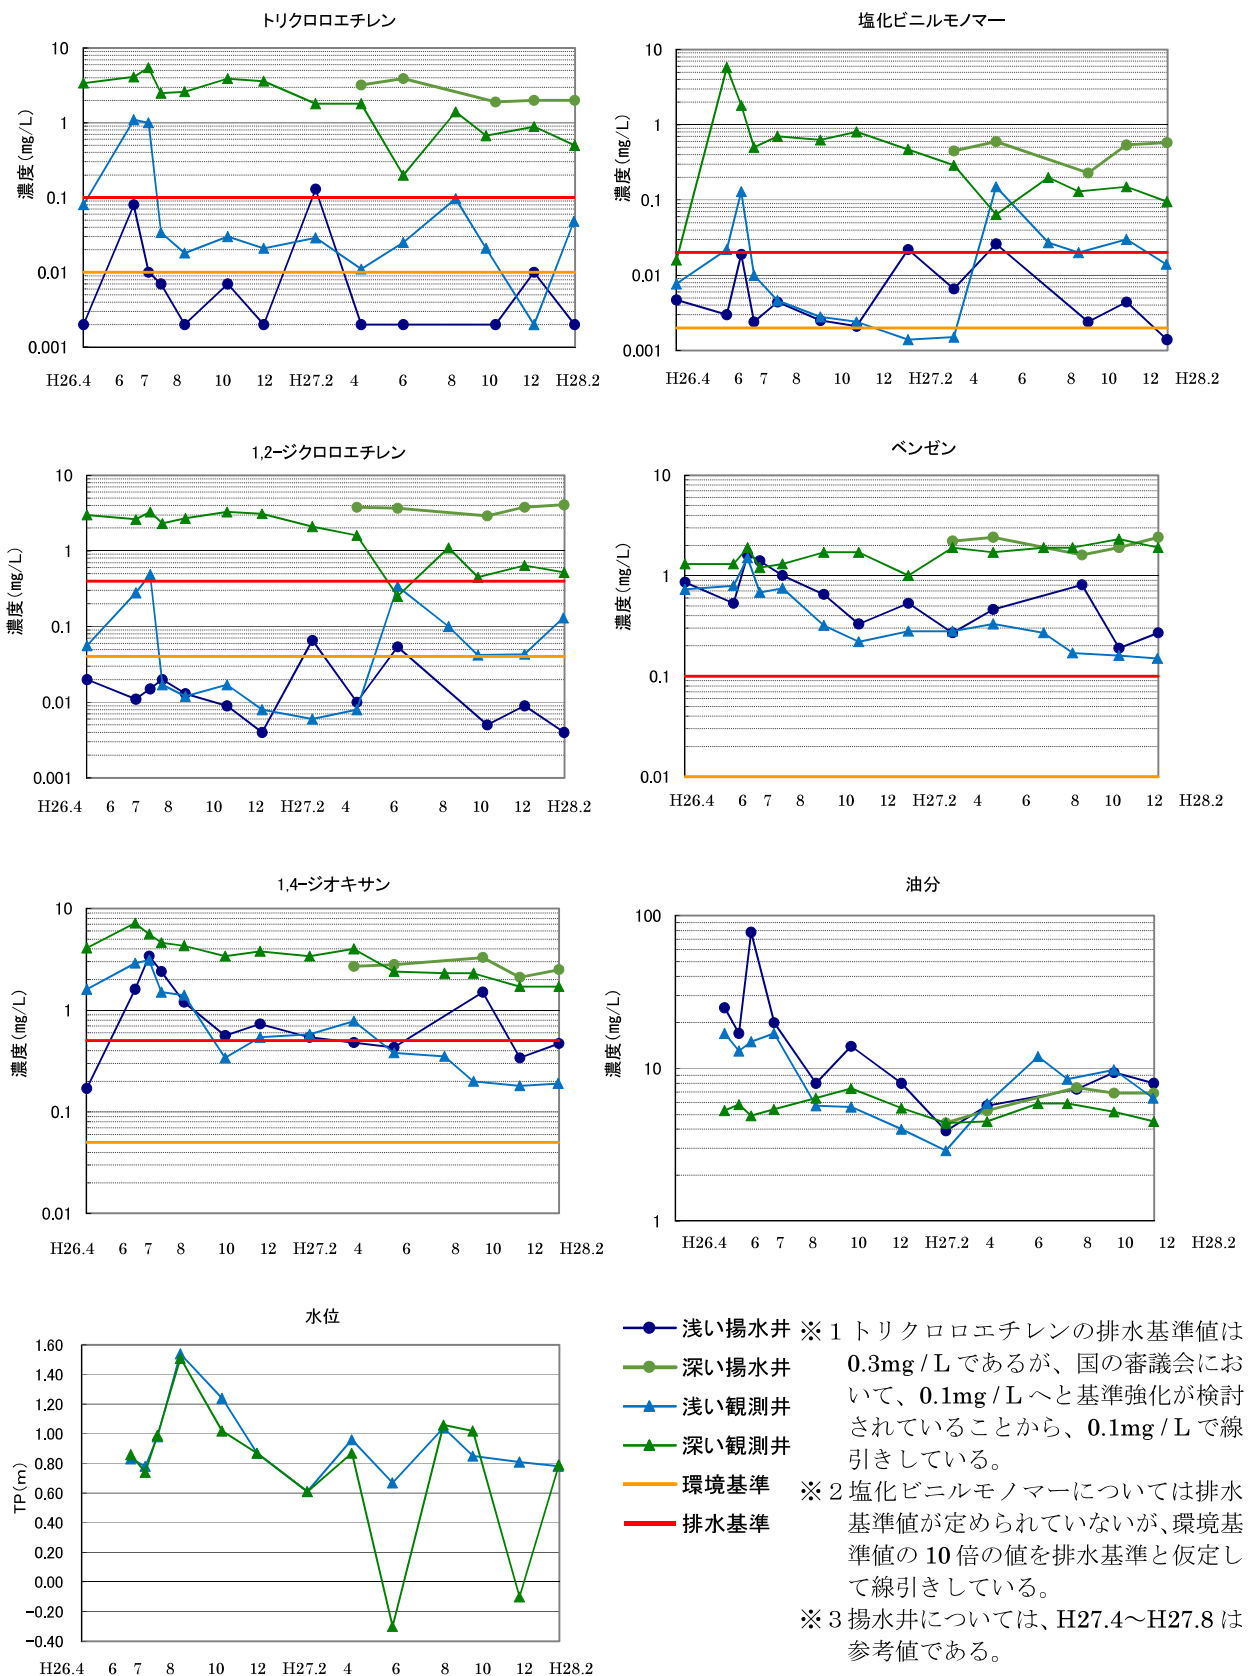 トリクロロエチレン
10
1
0.1
0.01
0.001
濃度(mg/L)
H26.4 6 7 8 10 12 H27.2 4 6 8 10 12 H28.2
塩化ビニルモノマー
10
1
0.1
0.01
0.001
濃度(mg/L)
H26.4 6 7 8 10 12 H27.2 4 6 8 10 12 H28.2
1,2-ジクロロエチレン
10
1
0.1
0.01
0.001
濃度(mg/L)
H26.4 6 7 8 10 12 H27.2 4 6 8 10 12 H28.2
ベンゼン
10
1
0.1
0.01
濃度(mg/L)
H26.4 6 7 8 10 12 H27.2 4 6 8 10 12 H28.2
1,4-ジオキサン
10
1
0.1
0.01
濃度(mg/L)
H26.4 6 7 8 10 12 H27.2 4 6 8 10 12 H28.2
油分
100
10
1
濃度(mg/L)
H26.4 6 7 8 10 12 H27.2 4 6 8 10 12 H28.2
水位
1.60
1.40
1.20
1.00
0.80
0.60
0.40
0.20
0.00
-0.20
-0.40
TP(m)
H26.4 6 7 8 10 12 H27.2 4 6 8 10 12 H28.2
浅い揚水井
深い揚水井
浅い観測井
深い観測井
環境基準
排水基準
※1トリクロロエチレンの排水基準値は
0.3mg/Lであるが、国の審議会にお
いて、0.1mg/Lへと基準強化が検討
されていることから、0.1mg/Lで線
引きしている。
※2塩化ビニルモノマーについては排水
基準値が定められていないが、環境基
準値の10倍の値を排水基準と仮定し
て線引きしている。
※3揚水井については、H27.4～H27.8は
参考値である。